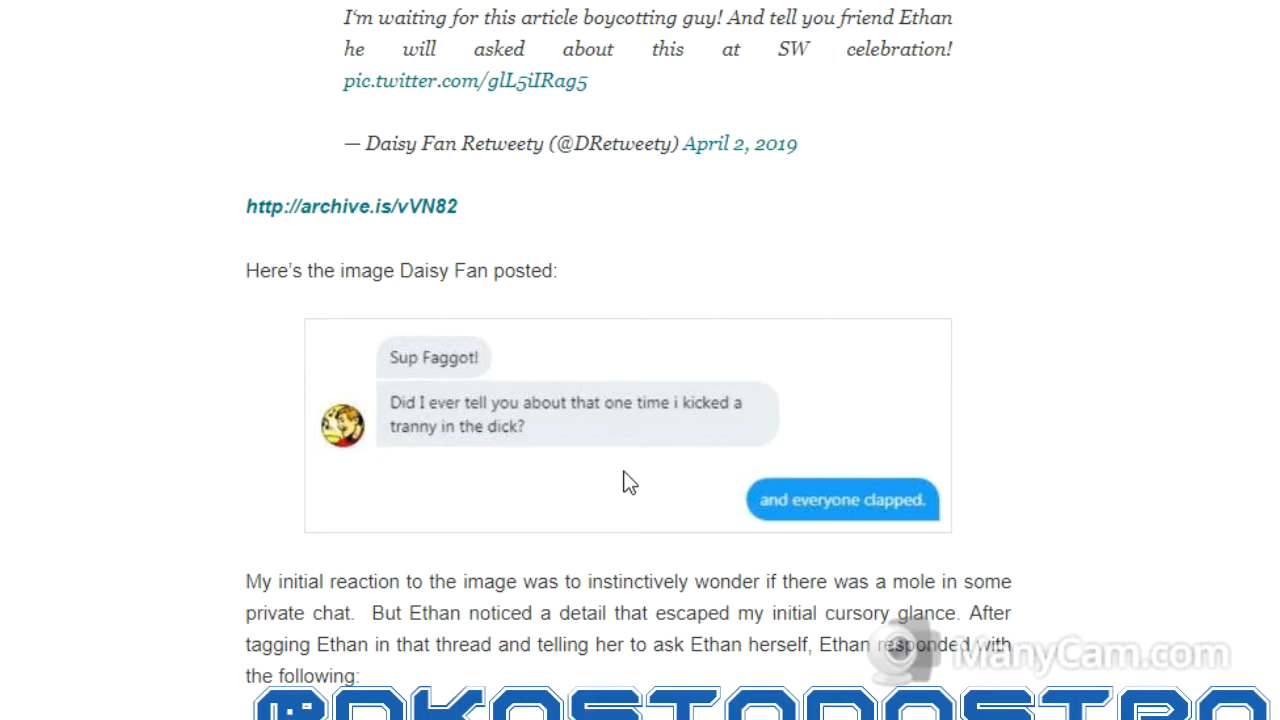 I‘m waiting for this article boycotting guy! And tell you friend Ethan
he will asked about this at SW celebration!
pic.twitter.com/glL5iIRag5
— Daisy Fan Retweety (@DRetweety) April 2, 2019
http://archive.is/vVN82
Here’s the image Daisy Fan posted:
Sup Faggot!
Did I ever tell you about that one time i kicked a
tranny in the dick?
and everyone clapped.
My initial reaction to the image was to instinctively wonder if there was a mole in some
private chat. But Ethan noticed a detail that escaped my initial cursory glance. After
tagging Ethan in that thread and telling her to ask Ethan herself, Ethan responded with
the following:
ManyCam.com